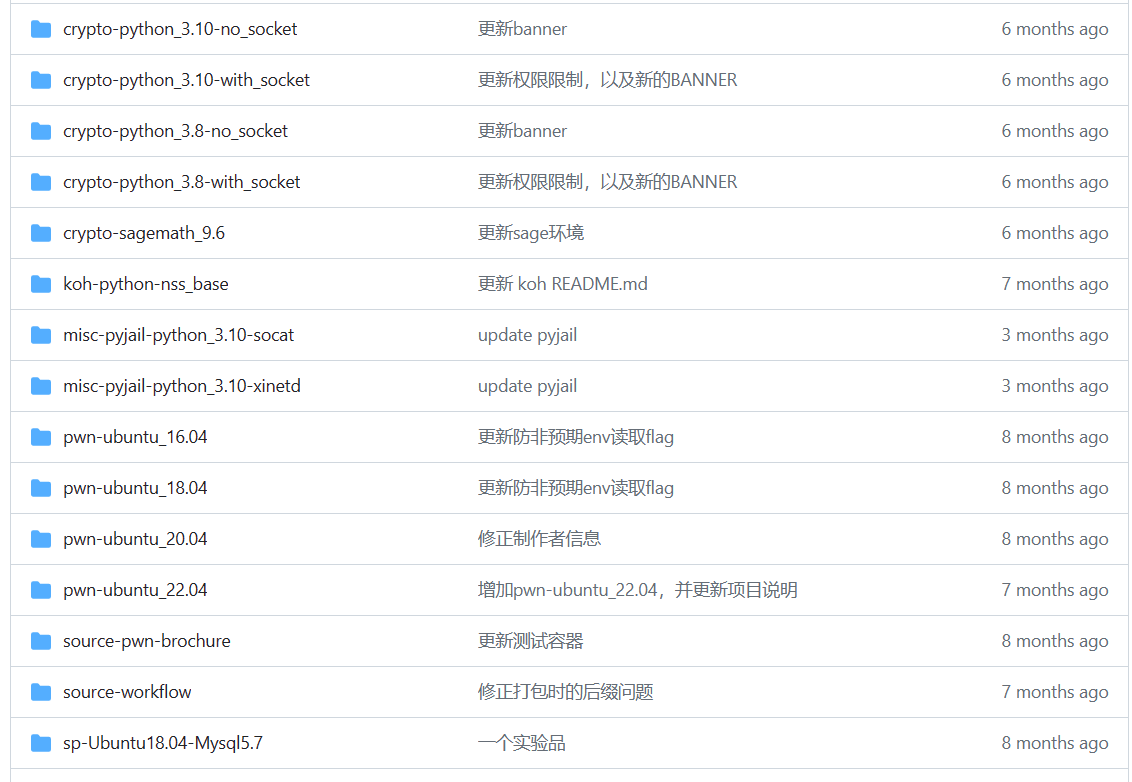 crypto-python_3.10-no_socket 更新banner 6 months ago
crypto-python_3.10-with_socket 更新权限限制，以及新的BANNER 6 months ago
crypto-python_3.8-no_socket 更新banner 6 months ago
crypto-python_3.8-with_socket 更新权限限制，以及新的BANNER 6 months ago
crypto-sagemath_9.6 更新sage环境 6 months ago
koh-python-nss_base 更新 koh README.md 7 months ago
misc-pyjail-python_3.10-socat update pyjail 3 months ago
misc-pyjail-python_3.10-xinetd update pyjail 3 months ago
pwn-ubuntu_16.04 更新防非预期env读取flag 8 months ago
pwn-ubuntu_18.04 更新防非预期env读取flag 8 months ago
pwn-ubuntu_20.04 修正制作者信息 8 months ago
pwn-ubuntu_22.04 增加pwn-ubuntu_22.04，并更新项目说明 7 months ago
source-pwn-brochure 更新测试容器 8 months ago
source-workflow 修正打包时的后缀问题 7 months ago
sp-Ubuntu18.04-Mysql5.7 一个实验品 8 months ago